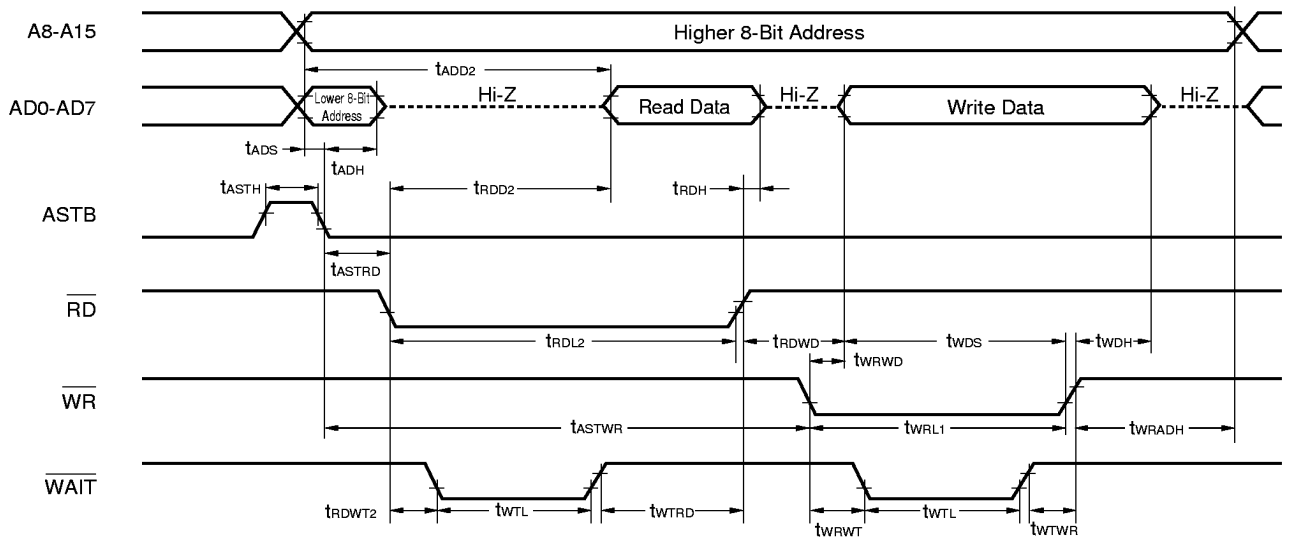 A8-A15 Higher 8-Bit Address
tADD2
AD0-AD7 Lower 8-Bit Address Hi-Z Read Data Hi-Z Write Data Hi-Z
tADS tADH
tASTH tRDD2 tRDH
ASTB
tASTRD
RD
tRDL2 tRDWD tWDS tWDH
tWRWD
WR
tASTWR tWRL1 tWRADH
WAIT
tRDWT2 tWTL tWTRD tWRWT tWTL tWTWR